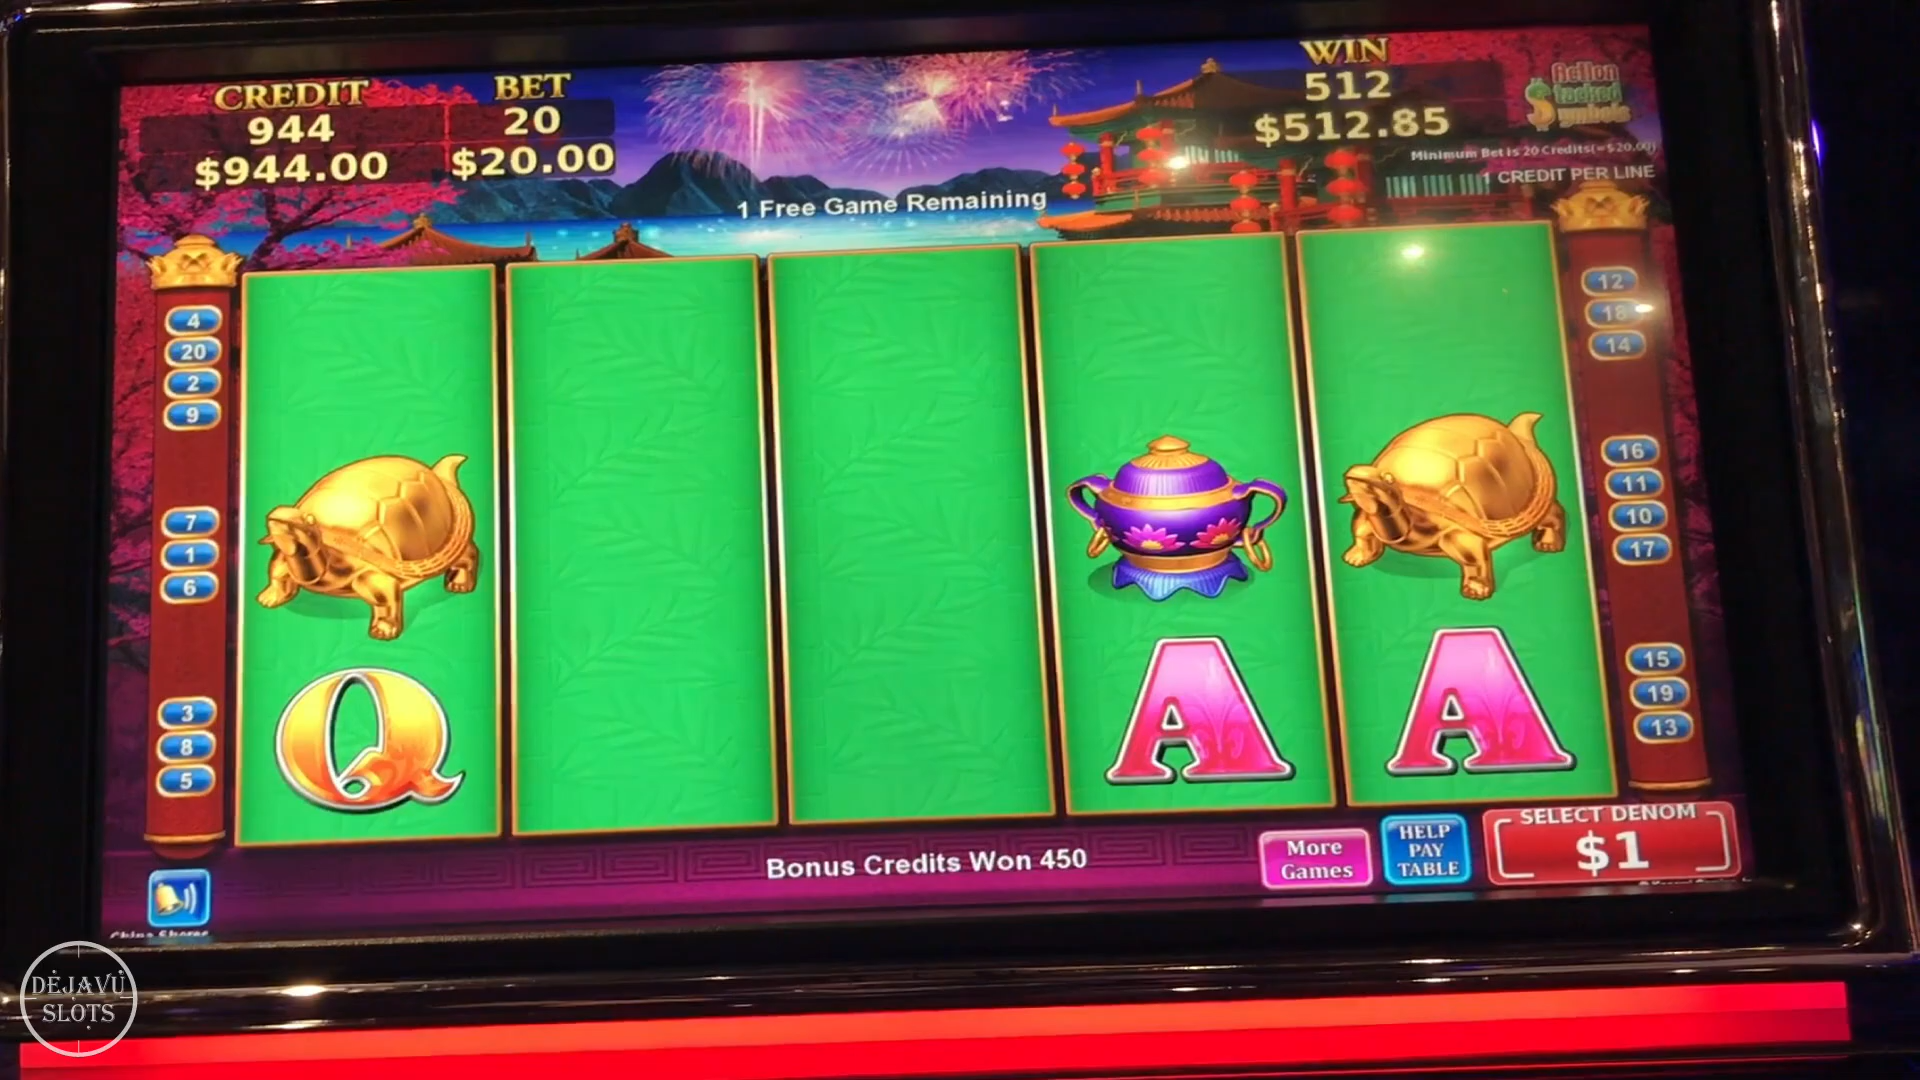 CREDIT
944
$944.00
BET
20
$20.00
WIN
512
$512.85
Action
Stacked
Symbols
Minimum Bet is 20 Credits(=$20.00)
1 CREDIT PER LINE
1 Free Game Remaining
4
20
2
9
7
1
6
3
8
5
12
18
14
16
11
10
17
15
19
13
Q
A
A
Bonus Credits Won 450
More
Games
HELP
PAY
TABLE
SELECT DENOM
$1
China Shores
DEJAVU
SLOTS